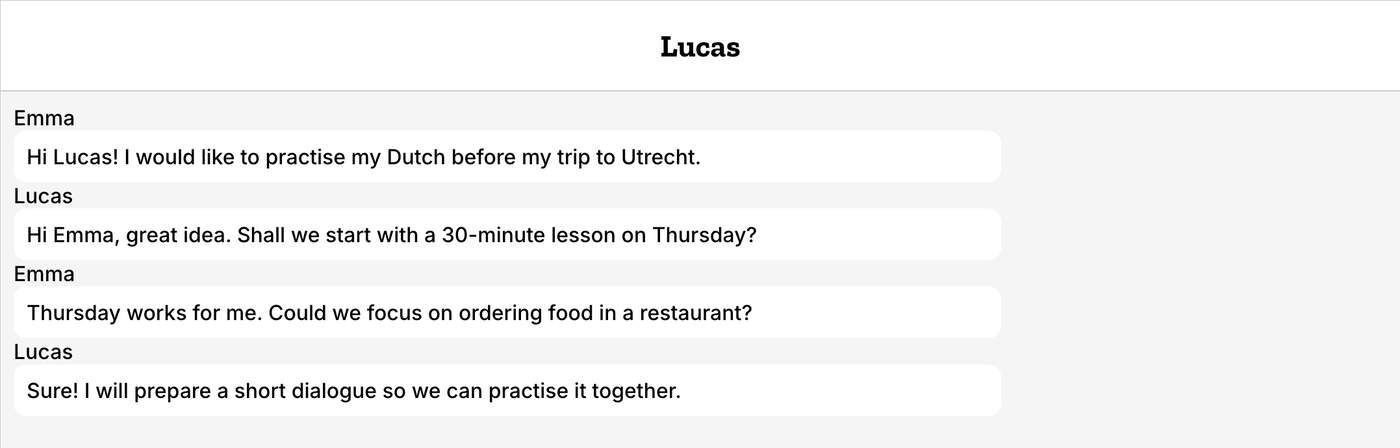 Lucas
Emma
Hi Lucas! I would like to practise my Dutch before my trip to Utrecht.
Lucas
Hi Emma, great idea. Shall we start with a 30-minute lesson on Thursday?
Emma
Thursday works for me. Could we focus on ordering food in a restaurant?
Lucas
Sure! I will prepare a short dialogue so we can practise it together.